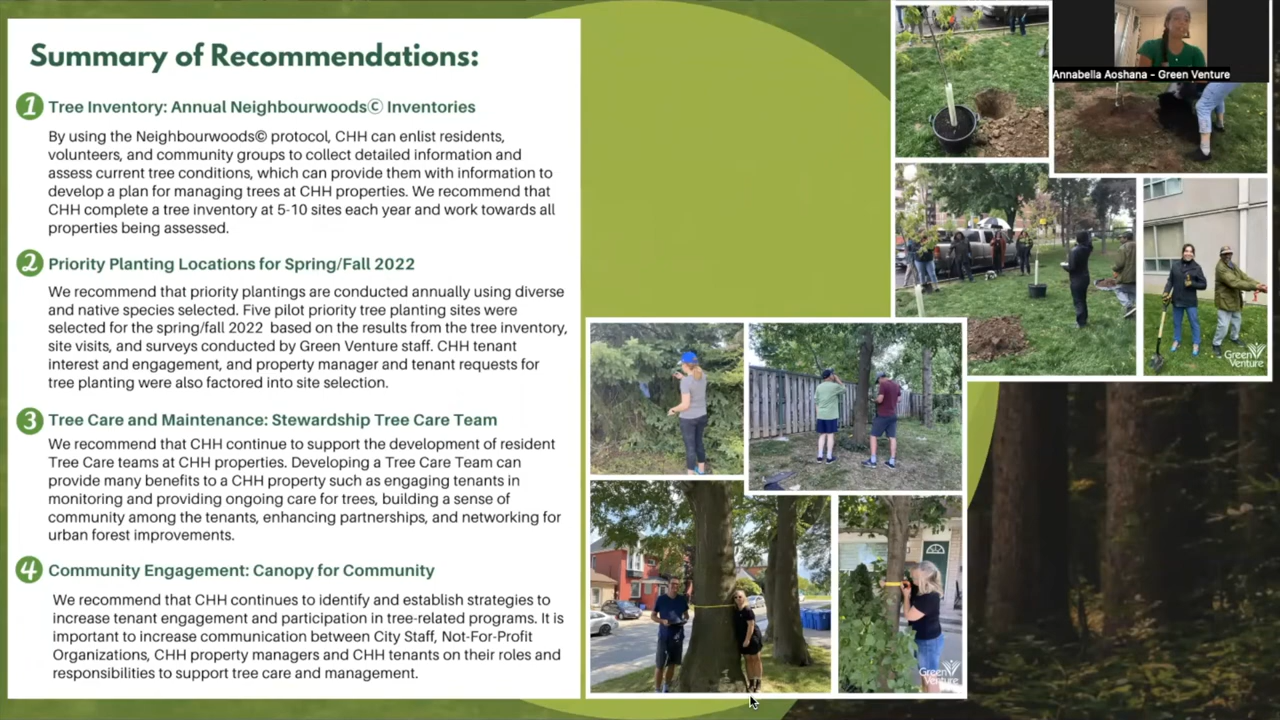 Summary of Recommendations:
1 Tree Inventory: Annual Neighbourwoods© Inventories
By using the Neighbourwoods© protocol, CHH can enlist residents,
volunteers, and community groups to collect detailed information and
assess current tree conditions, which can provide them with information to
develop a plan for managing trees at CHH properties. We recommend that
CHH complete a tree inventory at 5-10 sites each year and work towards all
properties being assessed.
2 Priority Planting Locations for Spring/Fall 2022
We recommend that priority plantings are conducted annually using diverse
and native species selected. Five pilot priority tree planting sites were
selected for the spring/fall 2022 based on the results from the tree inventory,
site visits, and surveys conducted by Green Venture staff. CHH tenant
interest and engagement, and property manager and tenant requests for
tree planting were also factored into site selection.
3 Tree Care and Maintenance: Stewardship Tree Care Team
We recommend that CHH continue to support the development of resident
Tree Care teams at CHH properties. Developing a Tree Care Team can
provide many benefits to a CHH property such as engaging tenants in
monitoring and providing ongoing care for trees, building a sense of
community among the tenants, enhancing partnerships, and networking for
urban forest improvements.
4 Community Engagement: Canopy for Community
We recommend that CHH continues to identify and establish strategies to
increase tenant engagement and participation in tree-related programs. It is
important to increase communication between City Staff, Not-For-Profit
Organizations, CHH property managers and CHH tenants on their roles and
responsibilities to support tree care and management.
Annabella Aoshana - Green Venture
Green
Venture
Green
Venture